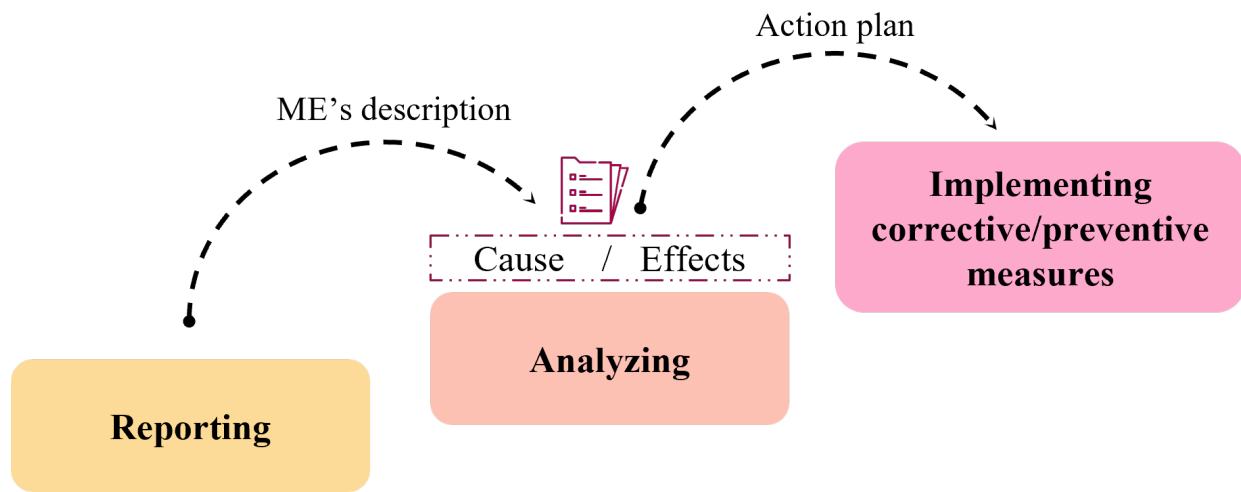 Action plan
ME’s description
Implementing
corrective/preventive
measures
Cause / Effects
Analyzing
Reporting